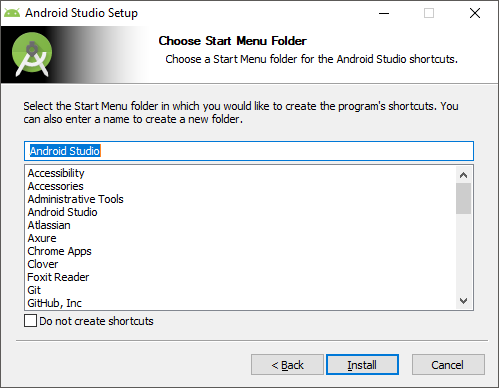 Android Studio Setup
Choose Start Menu Folder
Choose a Start Menu folder for the Android Studio shortcuts.
Select the Start Menu folder in which you would like to create the program's shortcuts. You
can also enter a name to create a new folder.
Android Studio
Accessibility
Accessories
Administrative Tools
Android Studio
Atlassian
Axure
Chrome Apps
Clover
Foxit Reader
Git
GitHub, Inc
Do not create shortcuts
< Back
Install
Cancel